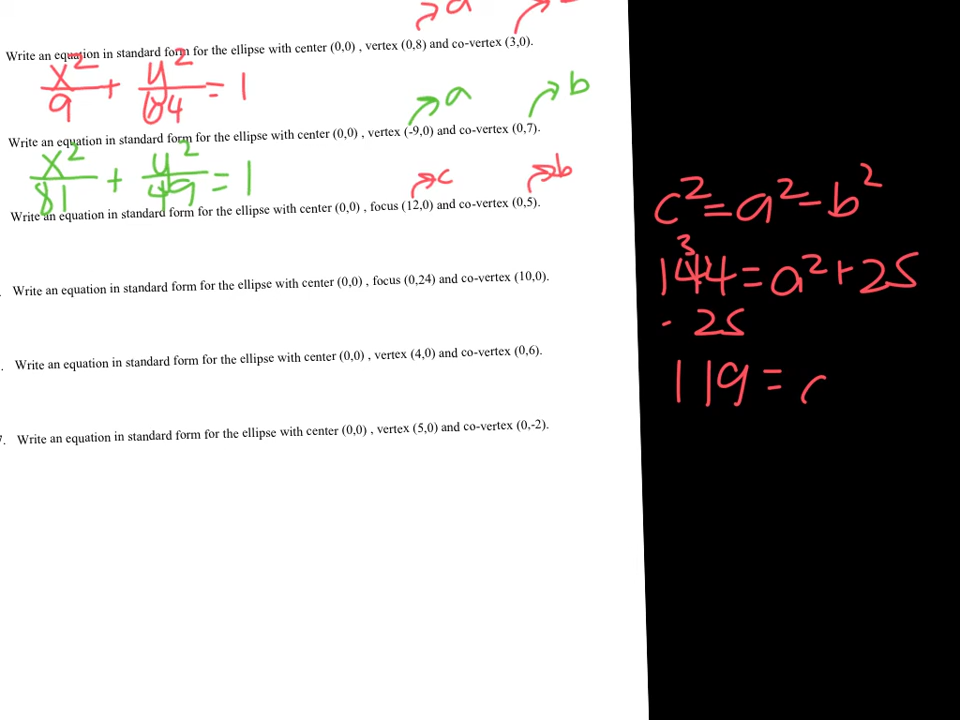 a
Write an equation in standard form for the ellipse with center (0,0) , vertex (0,8) and co-vertex (3,0).
x²/9 + y²/64 = 1
a b
Write an equation in standard form for the ellipse with center (0,0) , vertex (-9,0) and co-vertex (0,7).
x²/81 + y²/49 = 1
c b
Write an equation in standard form for the ellipse with center (0,0) , focus (12,0) and co-vertex (0,5).
. Write an equation in standard form for the ellipse with center (0,0) , focus (0,24) and co-vertex (10,0).
. Write an equation in standard form for the ellipse with center (0,0) , vertex (4,0) and co-vertex (0,6).
7. Write an equation in standard form for the ellipse with center (0,0) , vertex (5,0) and co-vertex (0,-2).
c² = a² - b²
3
144 = a² + 25
- 25
119 =